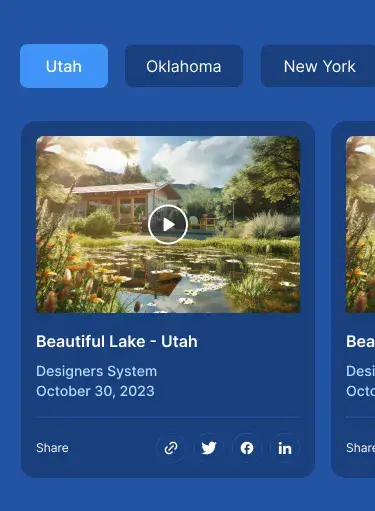 Utah
Oklahoma
New York
Beautiful Lake - Utah
Designers System
October 30, 2023
Share
Bea
Desi
Octo
Share